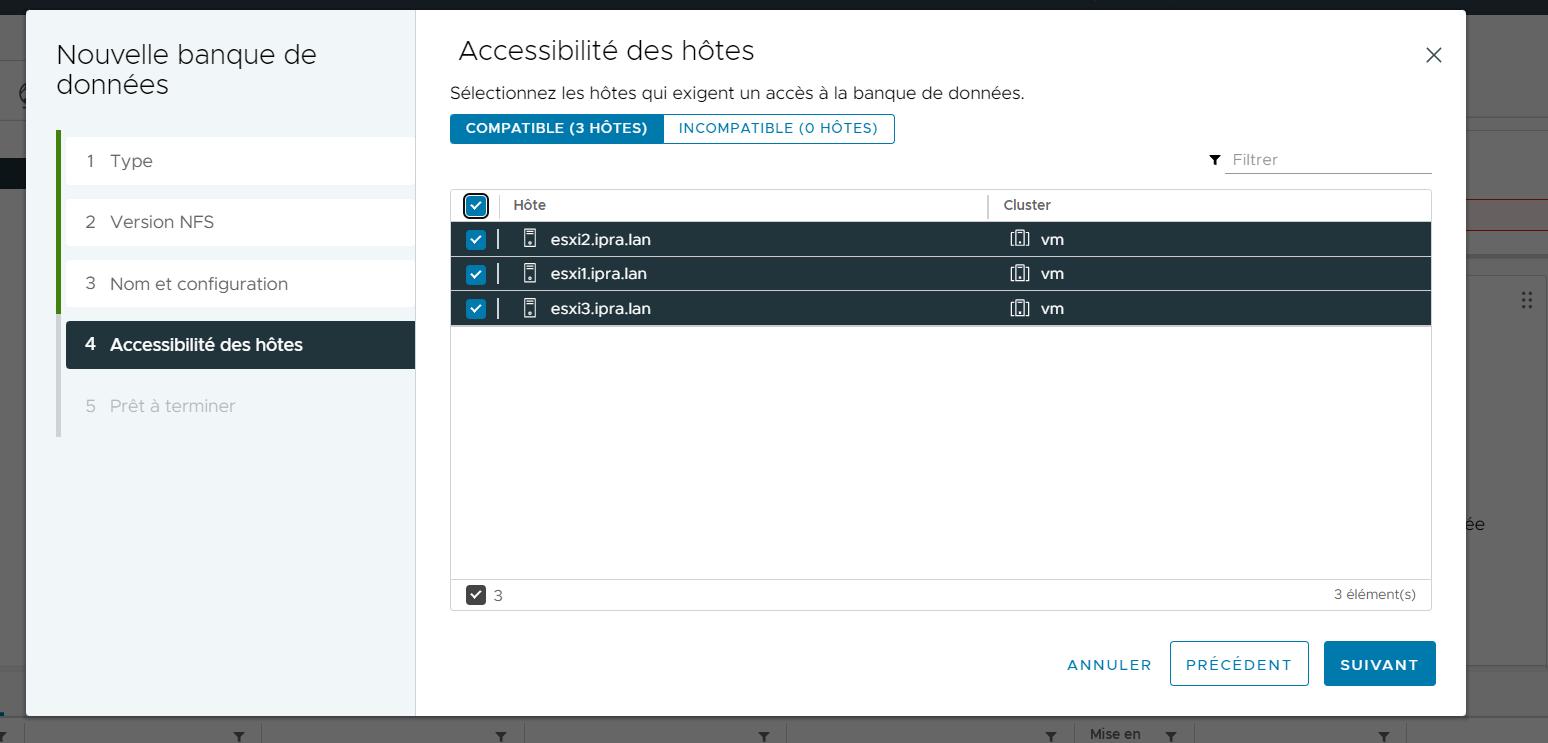 Nouvelle banque de
données
1 Type
2 Version NFS
3 Nom et configuration
4 Accessibilité des hôtes
5 Prêt à terminer
Accessibilité des hôtes
Sélectionnez les hôtes qui exigent un accès à la banque de données.
COMPATIBLE (3 HÔTES) INCOMPATIBLE (0 HÔTES)
Filtrer
Hôte Cluster
esxi2.ipra.lan vm
esxi1.ipra.lan vm
esxi3.ipra.lan vm
3 3 élément(s)
ANNULER PRÉCÉDENT SUIVANT
ée
Mise en